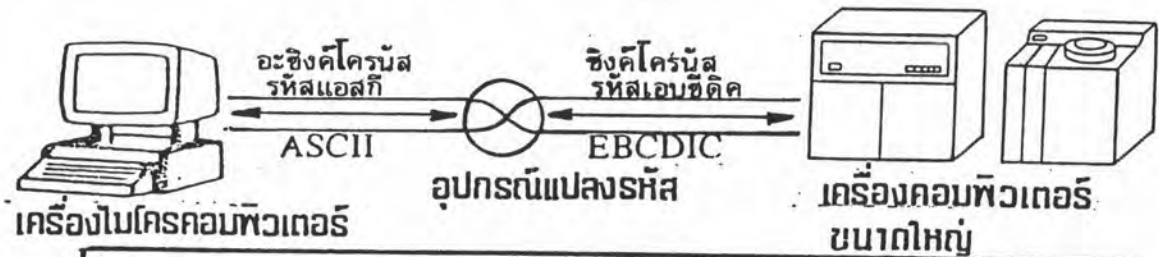 อะซิงค์โครนัส
รหัสแอสกี
ASCII
ซิงค์โครนัส
รหัสเอบซีดิค
EBCDIC
อุปกรณ์แปลงรหัส
เครื่องไมโครคอมพิวเตอร์
เครื่องคอมพิวเตอร์
ขนาดใหญ่